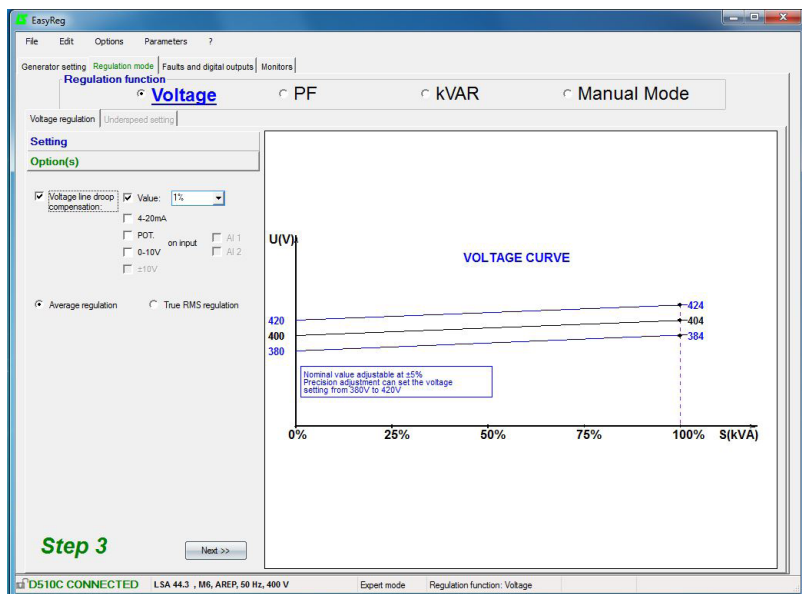 EasyReg
File Edit Options Parameters ?
Generator setting Regulation mode Faults and digital outputs Monitors
Regulation function
Voltage PF kVAR Manual Mode
Voltage regulation Underspeed setting
Setting
Option(s)
Voltage line droop compensation:
Value: 1%
4-20mA
POT.
0-10V
±10V
on input
AI 1
AI 2
Average regulation True RMS regulation
U(V)
VOLTAGE CURVE
420
400
380
424
404
384
Nominal value adjustable at ±5%
Precision adjustment can set the voltage
setting from 380V to 420V
0% 25% 50% 75% 100% S(kVA)
Step 3
Next >>
D510C CONNECTED LSA 44.3 , M6, AREP, 50 Hz, 400 V Expert mode Regulation function: Voltage